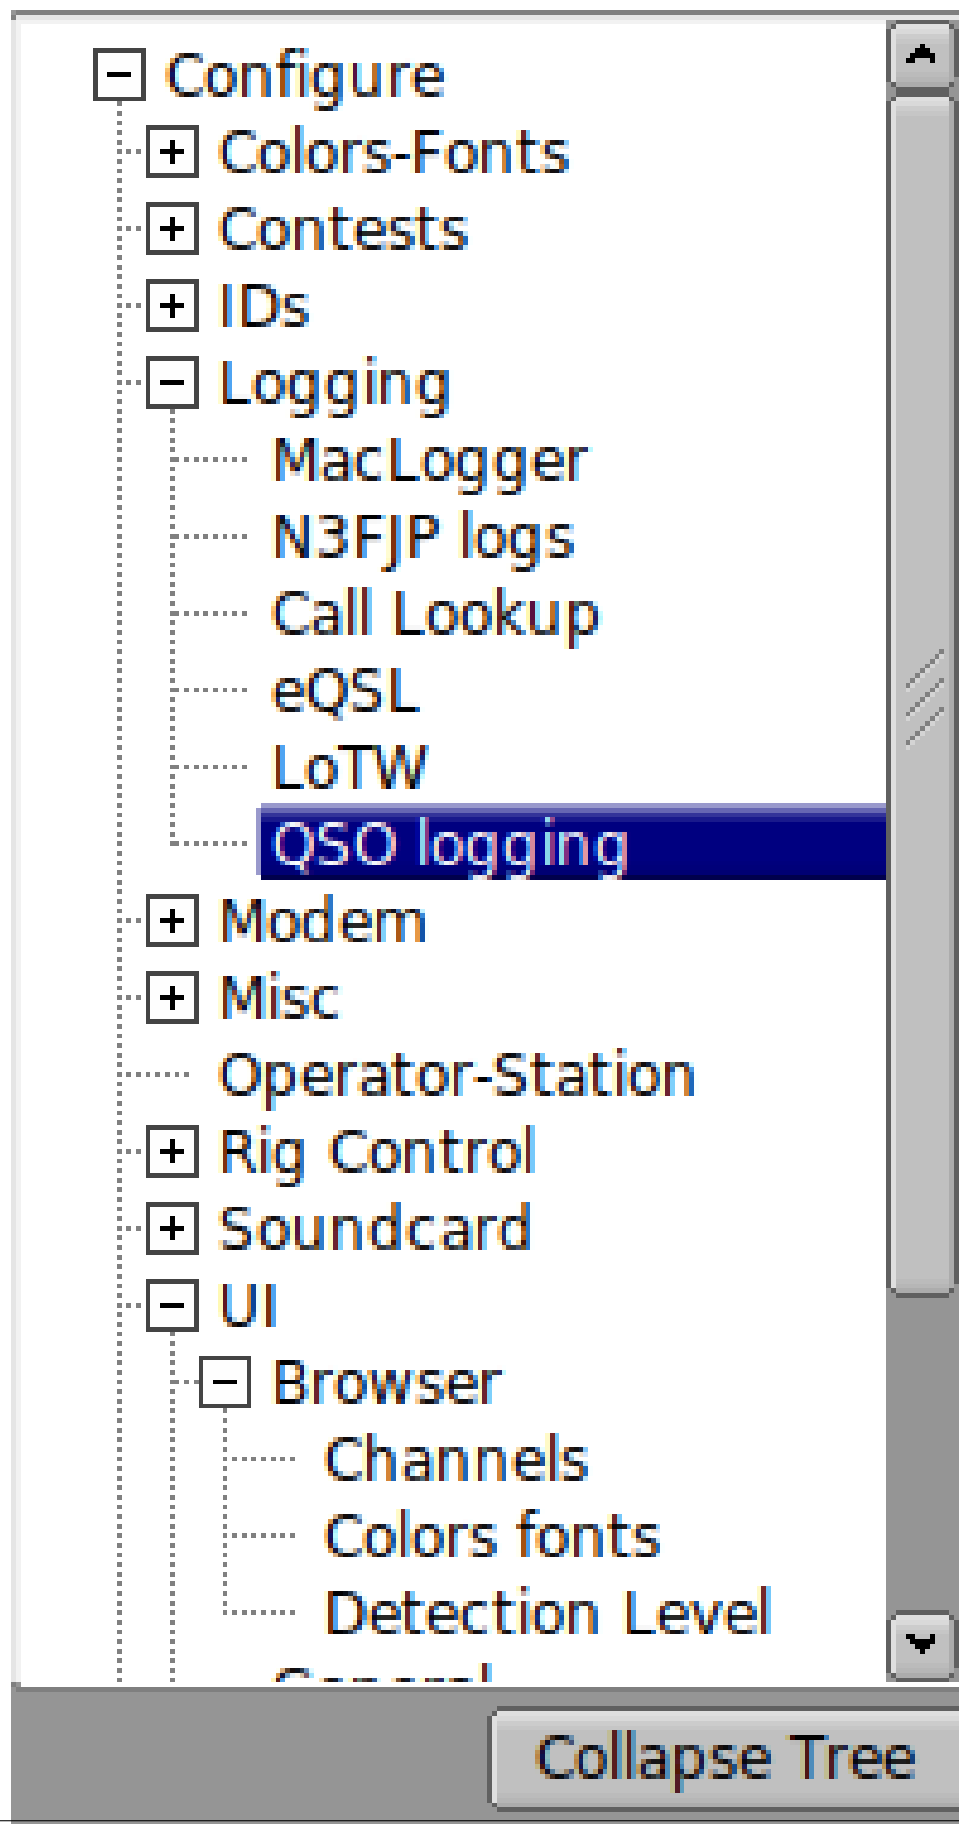 Configure
Colors-Fonts
Contests
IDs
Logging
MacLogger
N3FJP logs
Call Lookup
eQSL
LoTW
QSO logging
Modem
Misc
Operator-Station
Rig Control
Soundcard
UI
Browser
Channels
Colors fonts
Detection Level
Collapse Tree